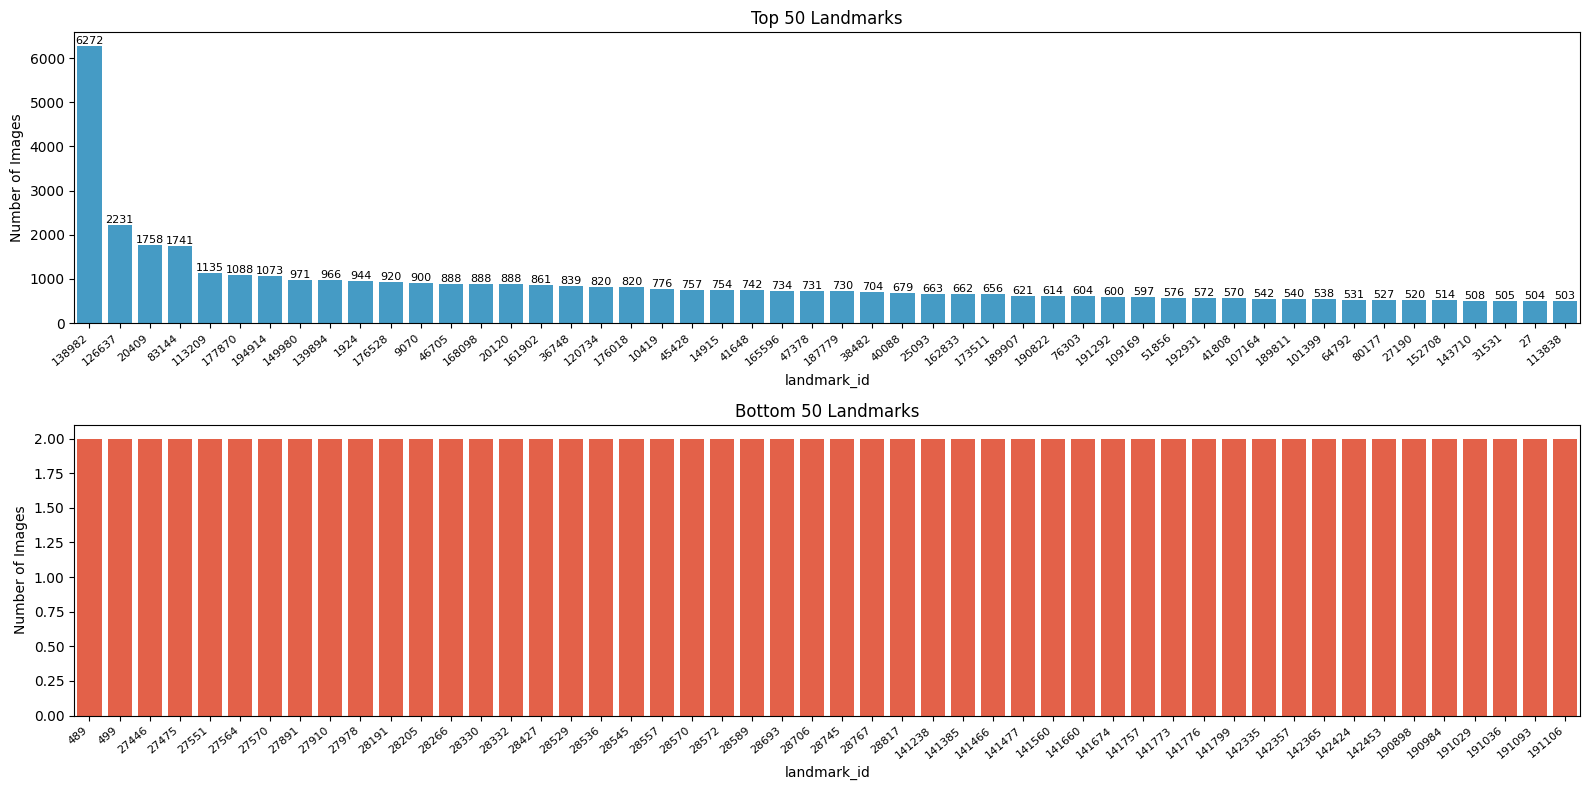 Top 50 Landmarks
Number of Images
6000
5000
4000
3000
2000
1000
0
6272 2231 1758 1741 1135 1088 1073 971 966 944 920 900 888 888 888 861 839 820 820 776 757 754 742 734 731 730 704 679 663 662 656 621 614 604 600 597 576 572 570 542 540 538 531 527 520 514 508 505 504 503
138982 126637 20409 83144 113209 177870 194914 149980 139894 1924 176528 9070 46705 168098 20120 161902 36748 120734 176018 10419 45428 14915 41648 165596 47378 187779 38482 40088 25093 162833 173511 189907 190822 76303 191292 109169 51856 192931 41808 107164 189811 101399 64792 80177 27190 152708 143710 31531 27 113838
landmark_id
Bottom 50 Landmarks
Number of Images
2.00
1.75
1.50
1.25
1.00
0.75
0.50
0.25
0.00
489 499 27446 27475 27551 27564 27570 27891 27910 27978 28191 28205 28266 28330 28332 28427 28529 28536 28545 28557 28570 28572 28589 28693 28706 28745 28767 28817 141238 141385 141466 141477 141560 141660 141674 141757 141773 141776 141799 142335 142357 142365 142424 142453 190898 190984 191029 191036 191093 191106
landmark_id